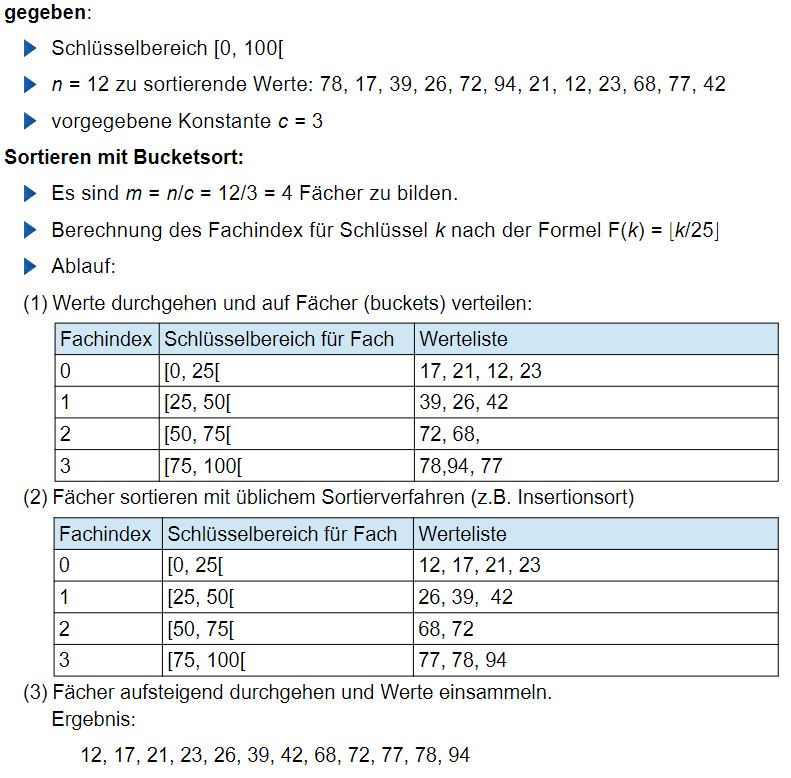 gegeben:
Schlüsselbereich [0, 100[
n = 12 zu sortierende Werte: 78, 17, 39, 26, 72, 94, 21, 12, 23, 68, 77, 42
vorgegebene Konstante c = 3
Sortieren mit Bucketsort:
Es sind m = n/c = 12/3 = 4 Fächer zu bilden.
Berechnung des Fachindex für Schlüssel k nach der Formel F(k) = ⌊k/25⌋
Ablauf:
(1) Werte durchgehen und auf Fächer (buckets) verteilen:
Fachindex Schlüsselbereich für Fach Werteliste
0 [0, 25[ 17, 21, 12, 23
1 [25, 50[ 39, 26, 42
2 [50, 75[ 72, 68,
3 [75, 100[ 78,94, 77
(2) Fächer sortieren mit üblichem Sortierverfahren (z.B. Insertionsort)
Fachindex Schlüsselbereich für Fach Werteliste
0 [0, 25[ 12, 17, 21, 23
1 [25, 50[ 26, 39, 42
2 [50, 75[ 68, 72
3 [75, 100[ 77, 78, 94
(3) Fächer aufsteigend durchgehen und Werte einsammeln.
Ergebnis:
12, 17, 21, 23, 26, 39, 42, 68, 72, 77, 78, 94